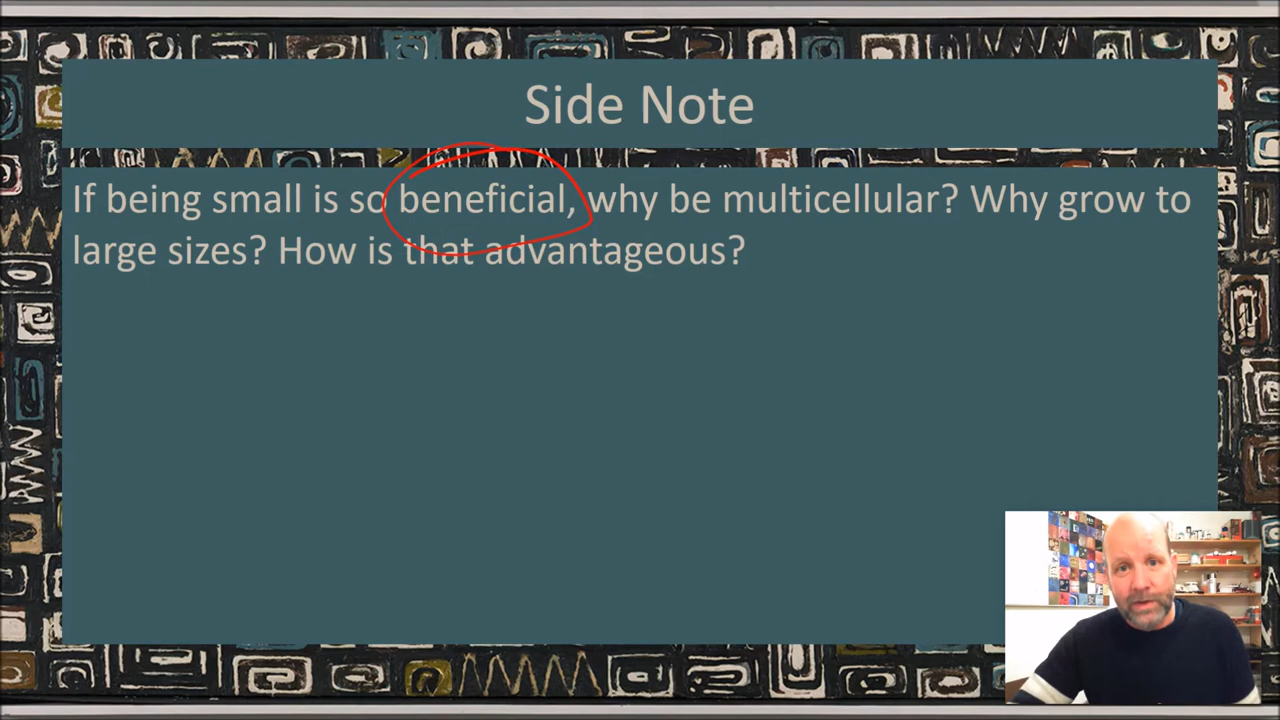 Side Note
If being small is so beneficial, why be multicellular? Why grow to
large sizes? How is that advantageous?